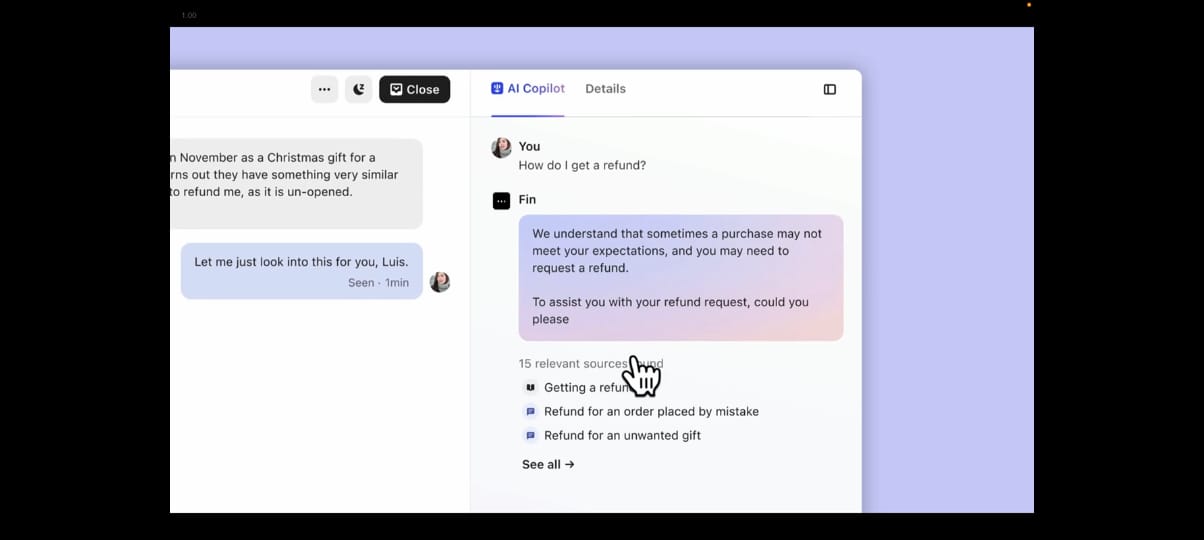 1:00
Close
n November as a Christmas gift for a
rns out they have something very similar
to refund me, as it is un-opened.
Let me just look into this for you, Luis.
Seen · 1min
AI Copilot
Details
You
How do I get a refund?
Fin
We understand that sometimes a purchase may not
meet your expectations, and you may need to
request a refund.
To assist you with your refund request, could you
please
15 relevant sources
Getting a refund
Refund for an order placed by mistake
Refund for an unwanted gift
See all →